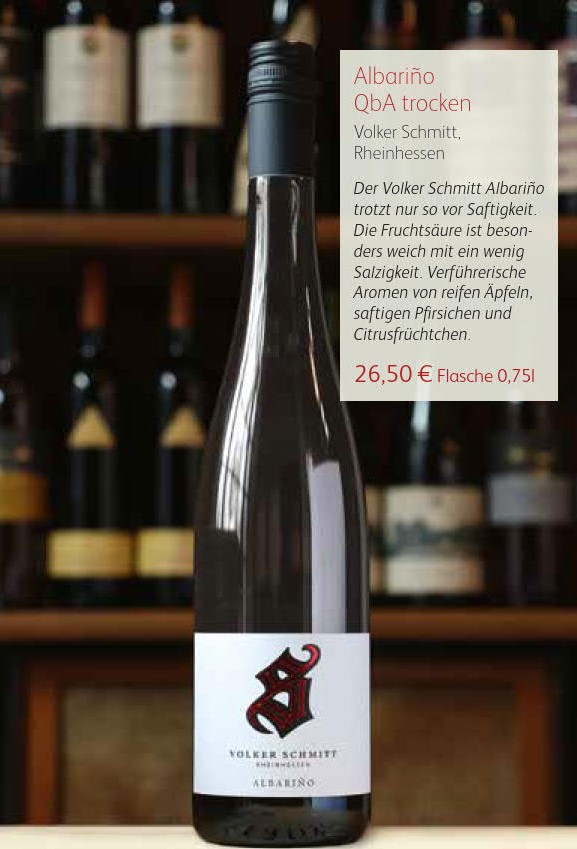 Albariño
QbA trocken
Volker Schmitt,
Rheinhessen
Der Volker Schmitt Albariño
trotzt nur so vor Saftigkeit.
Die Fruchtsäure ist beson-
ders weich mit ein wenig
Salzigkeit. Verführerische
Aromen von reifen Äpfeln,
saftigen Pfirsichen und
Citrusfrüchtchen.
26,50 € Flasche 0,75l
S
VOLKER SCHMITT
RHEINHESSEN
ALBARIÑO